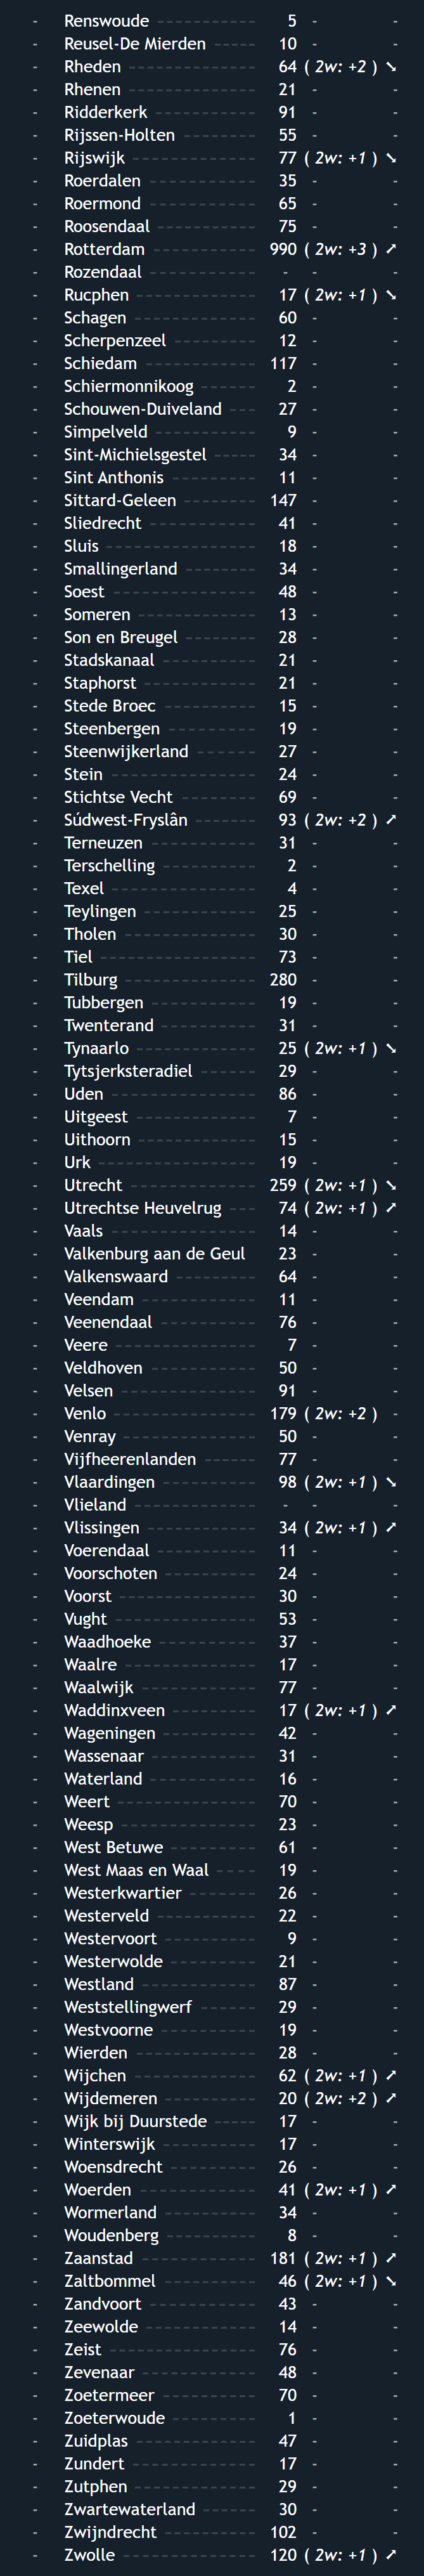 - Renswoude ------------ 5 - -
- Reusel-De Mierden ------ 10 - -
- Rheden --------------- 64 ( 2w: +2 ) ➘
- Rhenen --------------- 21 - -
- Ridderkerk ------------ 91 - -
- Rijssen-Holten --------- 55 - -
- Rijswijk -------------- 77 ( 2w: +1 ) ➘
- Roerdalen ------------ 35 - -
- Roermond ------------- 65 - -
- Roosendaal ------------ 75 - -
- Rotterdam ------------ 990 ( 2w: +3 ) ➚
- Rozendaal ------------ - - -
- Rucphen -------------- 17 ( 2w: +1 ) ➘
- Schagen -------------- 60 - -
- Scherpenzeel ---------- 12 - -
- Schiedam ------------- 117 - -
- Schiermonnikoog ------- 2 - -
- Schouwen-Duiveland --- 27 - -
- Simpelveld ------------ 9 - -
- Sint-Michielsgestel ----- 34 - -
- Sint Anthonis ---------- 11 - -
- Sittard-Geleen --------- 147 - -
- Sliedrecht ------------ 41 - -
- Sluis ----------------- 18 - -
- Smallingerland -------- 34 - -
- Soest ---------------- 48 - -
- Someren -------------- 13 - -
- Son en Breugel --------- 28 - -
- Stadskanaal ----------- 21 - -
- Staphorst ------------- 21 - -
- Stede Broec ----------- 15 - -
- Steenbergen ---------- 19 - -
- Steenwijkerland ------- 27 - -
- Stein ----------------- 24 - -
- Stichtse Vecht --------- 69 - -
- Súdwest-Fryslân ------- 93 ( 2w: +2 ) ➚
- Terneuzen ------------ 31 - -
- Terschelling ----------- 2 - -
- Texel ---------------- 4 - -
- Teylingen ------------- 25 - -
- Tholen --------------- 30 - -
- Tiel ------------------ 73 - -
- Tilburg --------------- 280 - -
- Tubbergen ------------ 19 - -
- Twenterand ----------- 31 - -
- Tynaarlo -------------- 25 ( 2w: +1 ) ➘
- Tytsjerksteradiel ------ 29 - -
- Uden ---------------- 86 - -
- Uitgeest -------------- 7 - -
- Uithoorn ------------- 15 - -
- Urk ------------------ 19 - -
- Utrecht --------------- 259 ( 2w: +1 ) ➘
- Utrechtse Heuvelrug --- 74 ( 2w: +1 ) ➚
- Vaals ---------------- 14 - -
- Valkenburg aan de Geul 23 - -
- Valkenswaard --------- 64 - -
- Veendam ------------- 11 - -
- Veenendaal ----------- 76 - -
- Veere ---------------- 7 - -
- Veldhoven ------------ 50 - -
- Velsen --------------- 91 - -
- Venlo ---------------- 179 ( 2w: +2 ) -
- Venray --------------- 50 - -
- Vijfheerenlanden ------ 77 - -
- Vlaardingen ----------- 98 ( 2w: +1 ) ➘
- Vlieland -------------- - - -
- Vlissingen ------------ 34 ( 2w: +1 ) ➚
- Voerendaal ----------- 11 - -
- Voorschoten ---------- 24 - -
- Voorst --------------- 30 - -
- Vught ---------------- 53 - -
- Waadhoeke ----------- 37 - -
- Waalre --------------- 17 - -
- Waalwijk ------------- 77 - -
- Waddinxveen ---------- 17 ( 2w: +1 ) ➚
- Wageningen ----------- 42 - -
- Wassenaar ------------ 31 - -
- Waterland ------------ 16 - -
- Weert ---------------- 70 - -
- Weesp --------------- 23 - -
- West Betuwe ---------- 61 - -
- West Maas en Waal ---- 19 - -
- Westerkwartier -------- 26 - -
- Westerveld ----------- 22 - -
- Westervoort ---------- 9 - -
- Westerwolde ---------- 21 - -
- Westland ------------- 87 - -
- Weststellingwerf ------ 29 - -
- Westvoorne ----------- 19 - -
- Wierden -------------- 28 - -
- Wijchen -------------- 62 ( 2w: +1 ) ➚
- Wijdemeren ---------- 20 ( 2w: +2 ) ➚
- Wijk bij Duurstede ----- 17 - -
- Winterswijk ----------- 17 - -
- Woensdrecht ---------- 26 - -
- Woerden ------------- 41 ( 2w: +1 ) ➚
- Wormerland ---------- 34 - -
- Woudenberg ---------- 8 - -
- Zaanstad ------------- 181 ( 2w: +1 ) ➚
- Zaltbommel ----------- 46 ( 2w: +1 ) ➘
- Zandvoort ------------ 43 - -
- Zeewolde ------------ 14 - -
- Zeist ---------------- 76 - -
- Zevenaar ------------- 48 - -
- Zoetermeer ----------- 70 - -
- Zoeterwoude ---------- 1 - -
- Zuidplas -------------- 47 - -
- Zundert -------------- 17 - -
- Zutphen -------------- 29 - -
- Zwartewaterland ------ 30 - -
- Zwijndrecht ----------- 102 - -
- Zwolle --------------- 120 ( 2w: +1 ) ➚